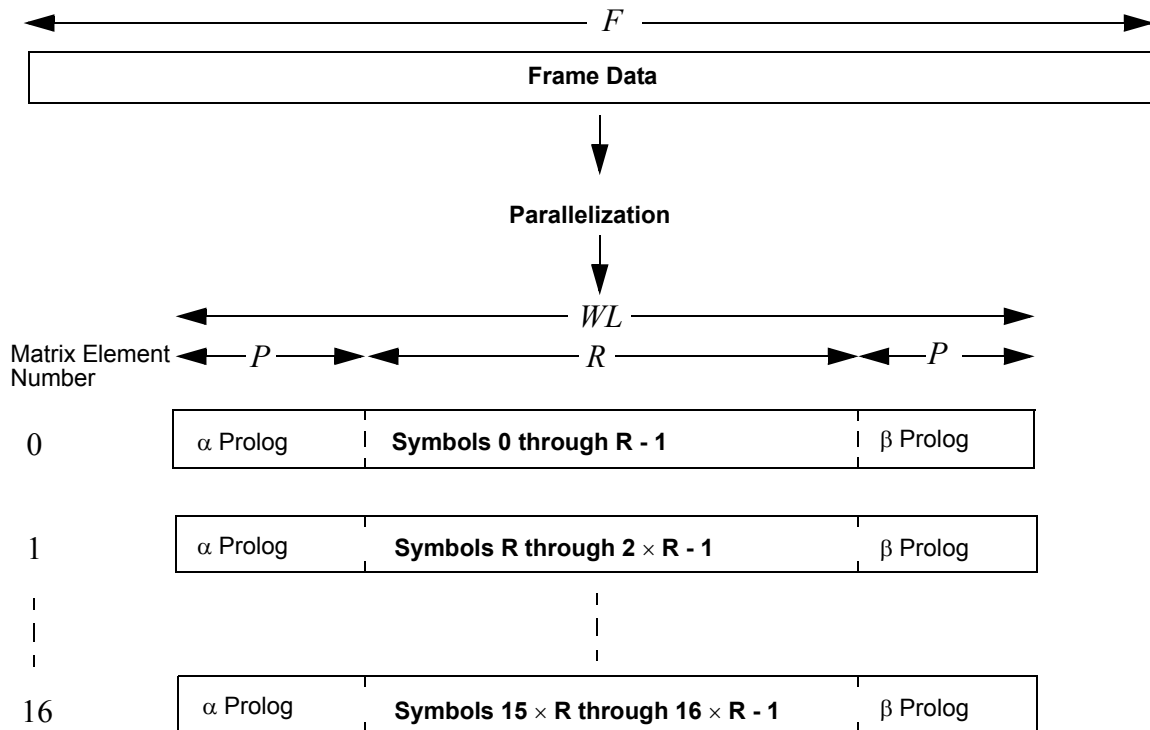 F
Frame Data
Parallelization
WL
Matrix Element
Number
P
R
P
0
α Prolog
Symbols 0 through R - 1
β Prolog
1
α Prolog
Symbols R through 2 × R - 1
β Prolog
16
α Prolog
Symbols 15 × R through 16 × R - 1
β Prolog